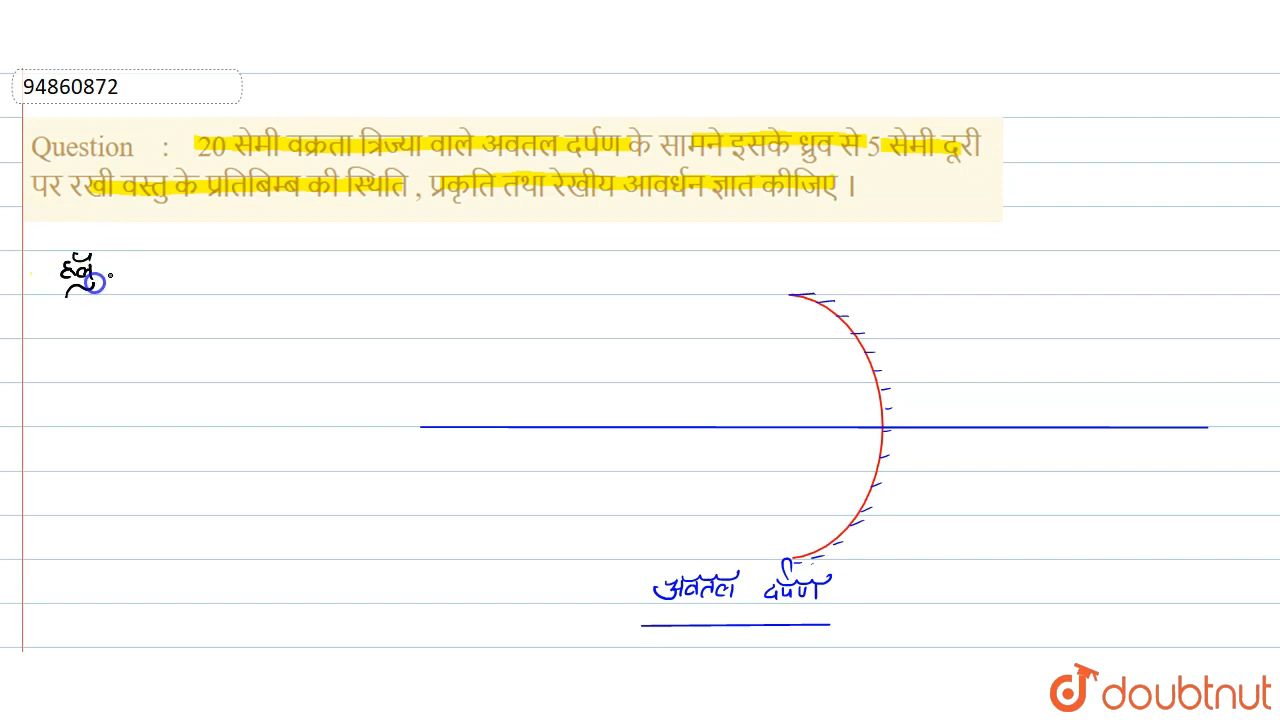 94860872
Question : 20 सेमी वक्रता त्रिज्या वाले अवतल दर्पण के सामने इसके ध्रुव से 5 सेमी दूरी
पर रखी वस्तु के प्रतिबिम्ब की स्थिति , प्रकृति तथा रेखीय आवर्धन ज्ञात कीजिए ।
अवतल दर्पण
doubtnut